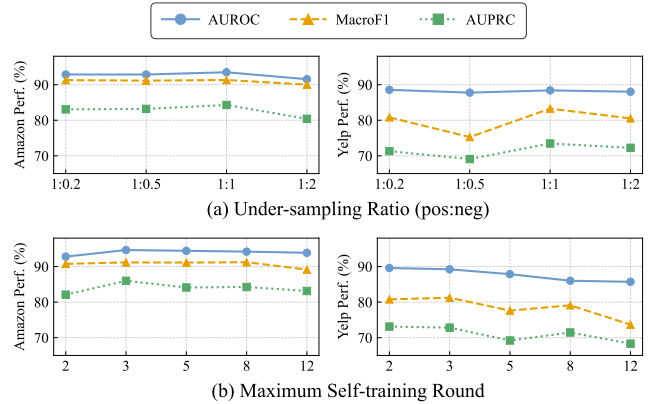 AUROC MacroF1 AUPRC
Amazon Perf. (%)
90
80
70
1:0.2 1:0.5 1:1 1:2
Yelp Perf. (%)
90
80
70
1:0.2 1:0.5 1:1 1:2
(a) Under-sampling Ratio (pos:neg)
Amazon Perf. (%)
90
80
70
2 3 5 8 12
Yelp Perf. (%)
90
80
70
2 3 5 8 12
(b) Maximum Self-training Round